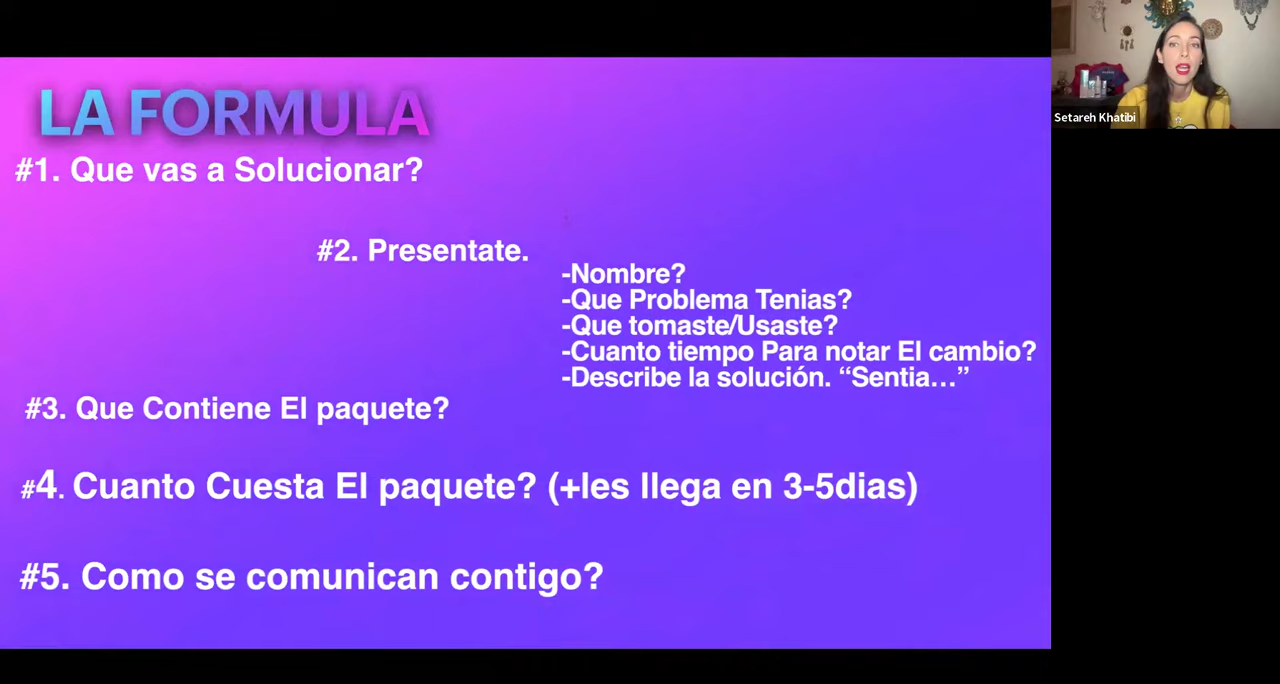 LA FORMULA
#1. Que vas a Solucionar?
#2. Presentate.
-Nombre?
-Que Problema Tenias?
-Que tomaste/Usaste?
-Cuanto tiempo Para notar El cambio?
-Describe la solución. “Sentia…”
#3. Que Contiene El paquete?
#4. Cuanto Cuesta El paquete? (+les llega en 3-5dias)
#5. Como se comunican contigo?
Setareh Khatibi